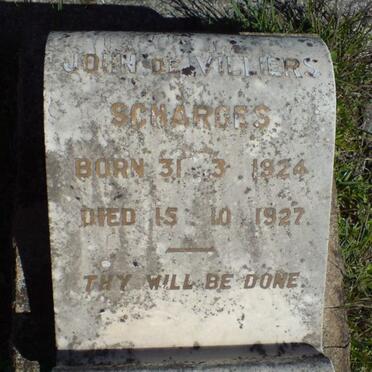 JOHN DE VILLIERS
SCHARGES
BORN 31 3 1924
DIED 15 10 1927
THY WILL BE DONE.